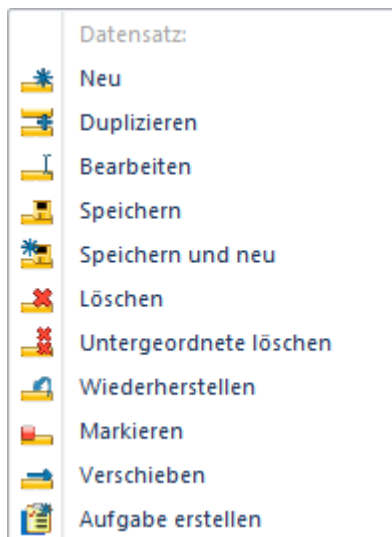 Datensatz:
Neu
Duplizieren
Bearbeiten
Speichern
Speichern und neu
Löschen
Untergeordnete löschen
Wiederherstellen
Markieren
Verschieben
Aufgabe erstellen